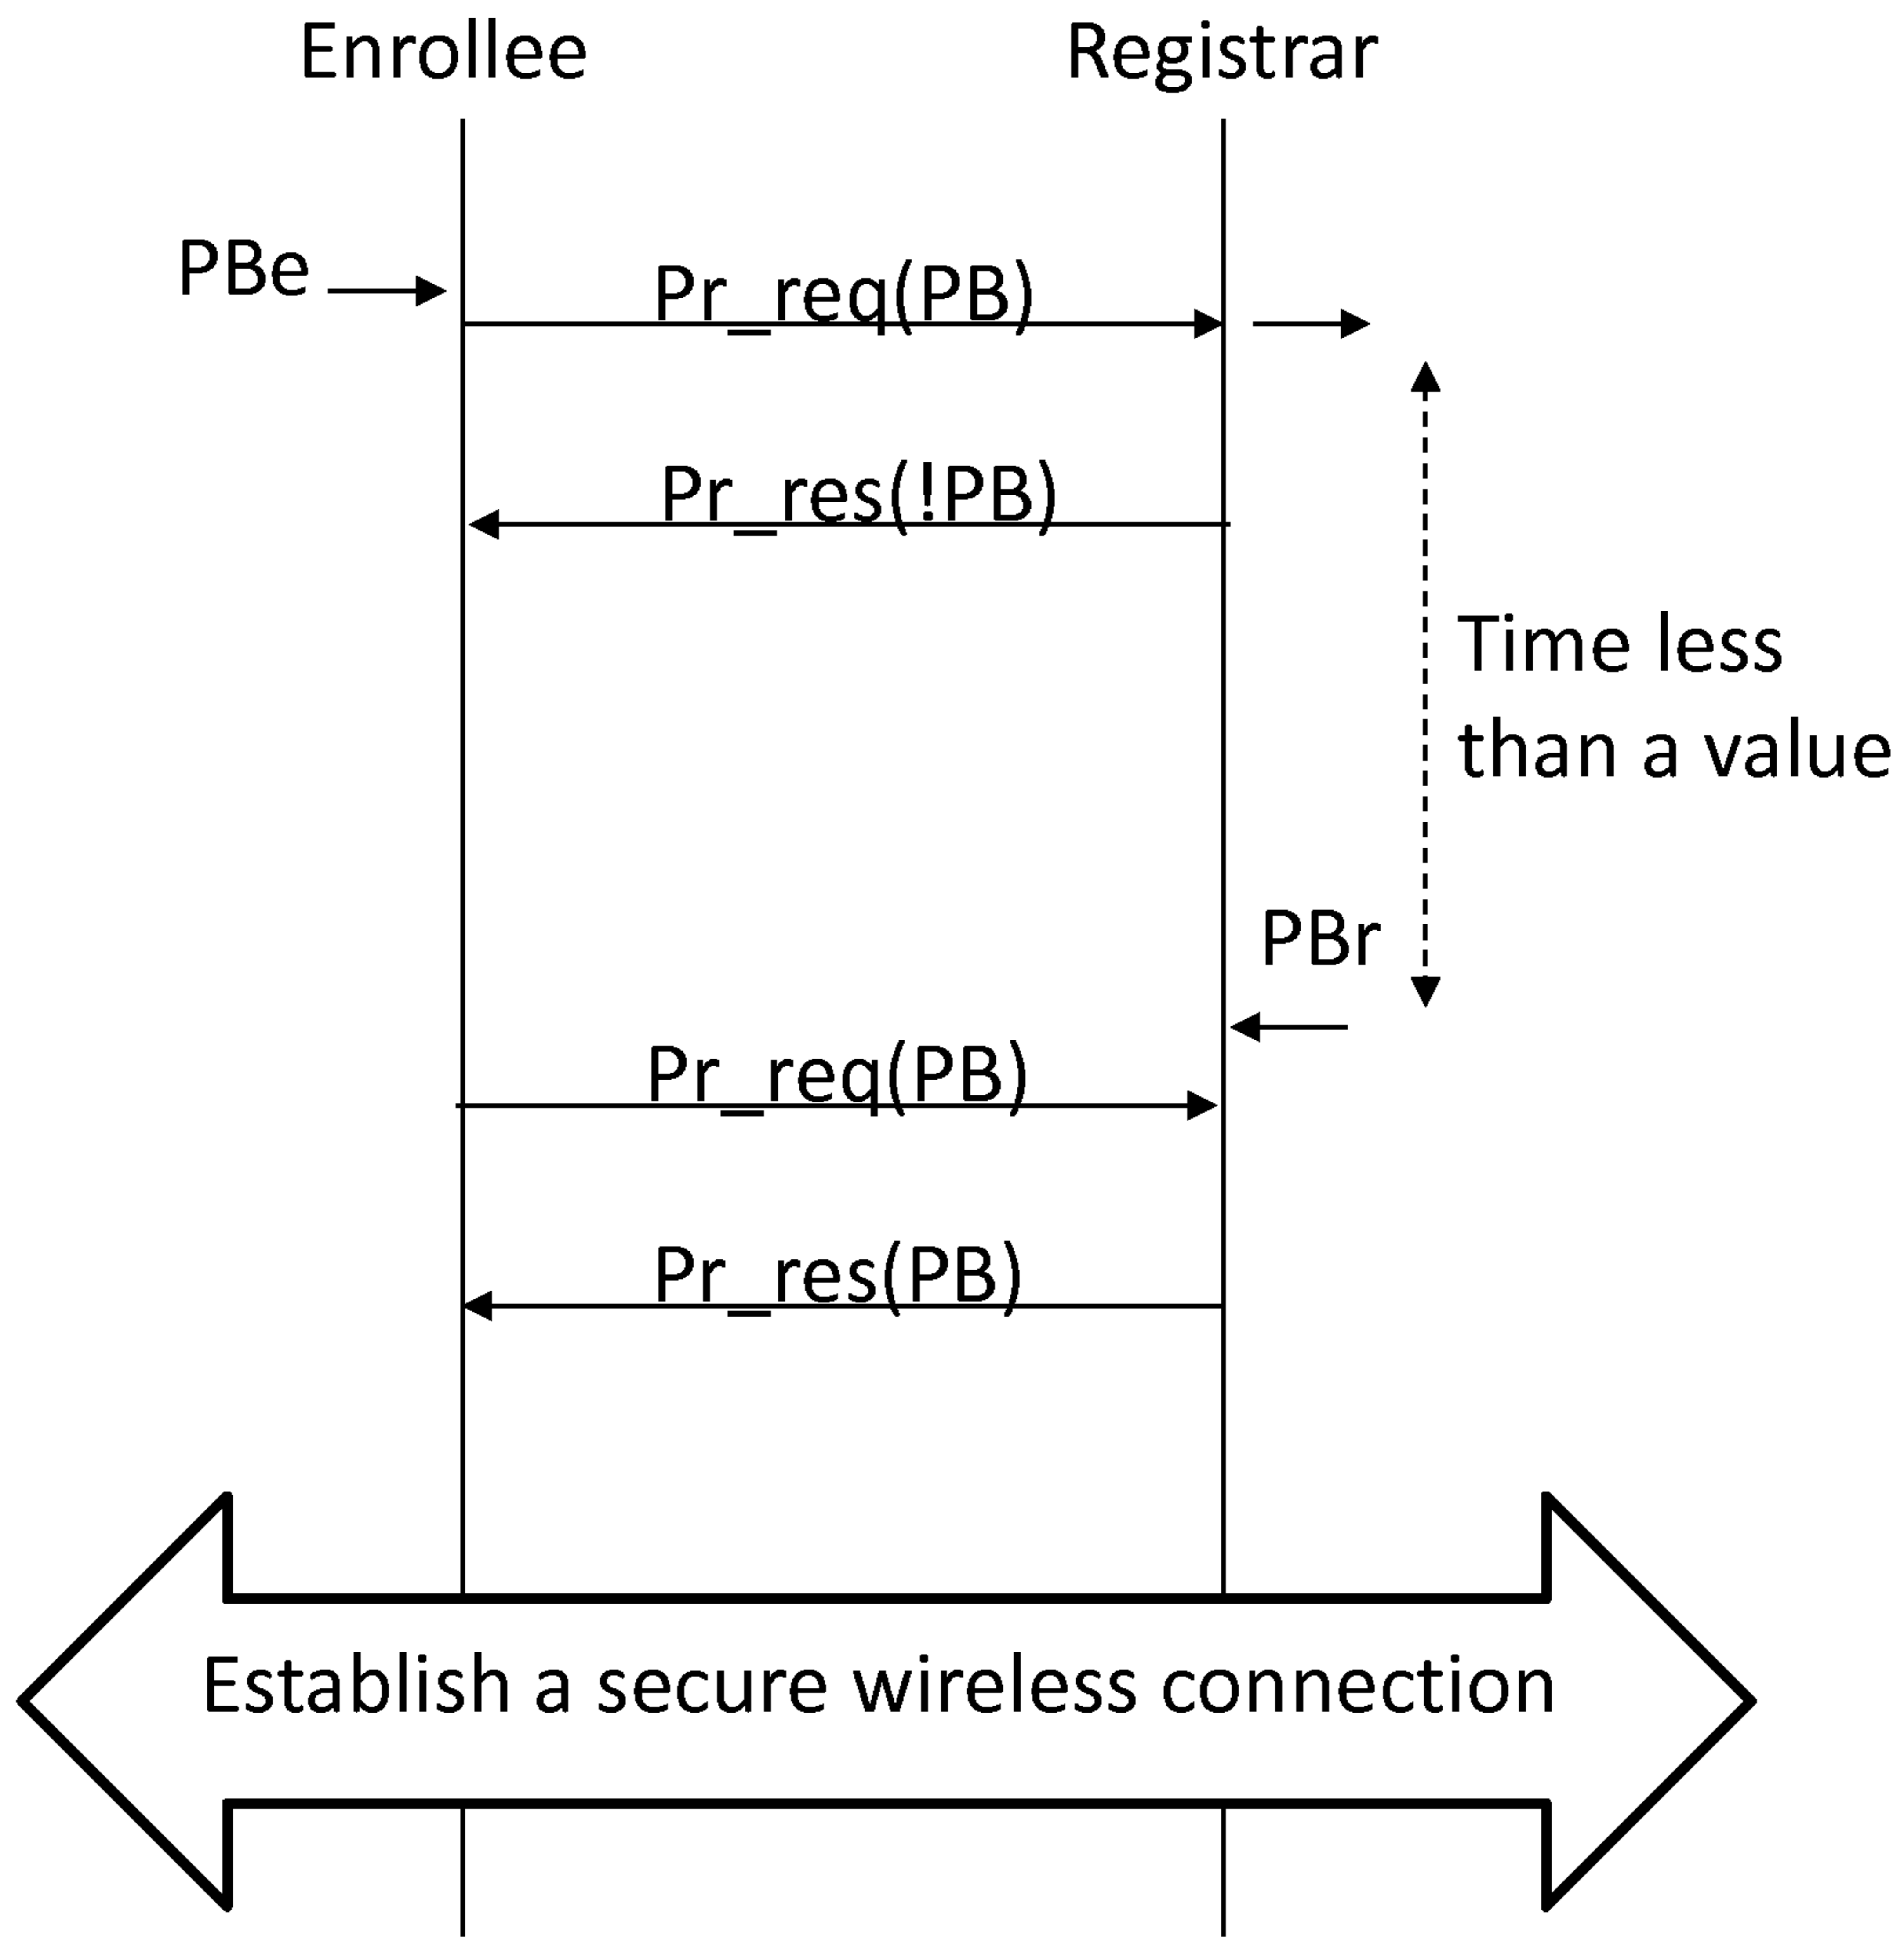 Enrollee
Registrar
PBe
Pr_req(PB)
Pr_res(!PB)
Time less
than a value
PBr
Pr_req(PB)
Pr_res(PB)
Establish a secure wireless connection